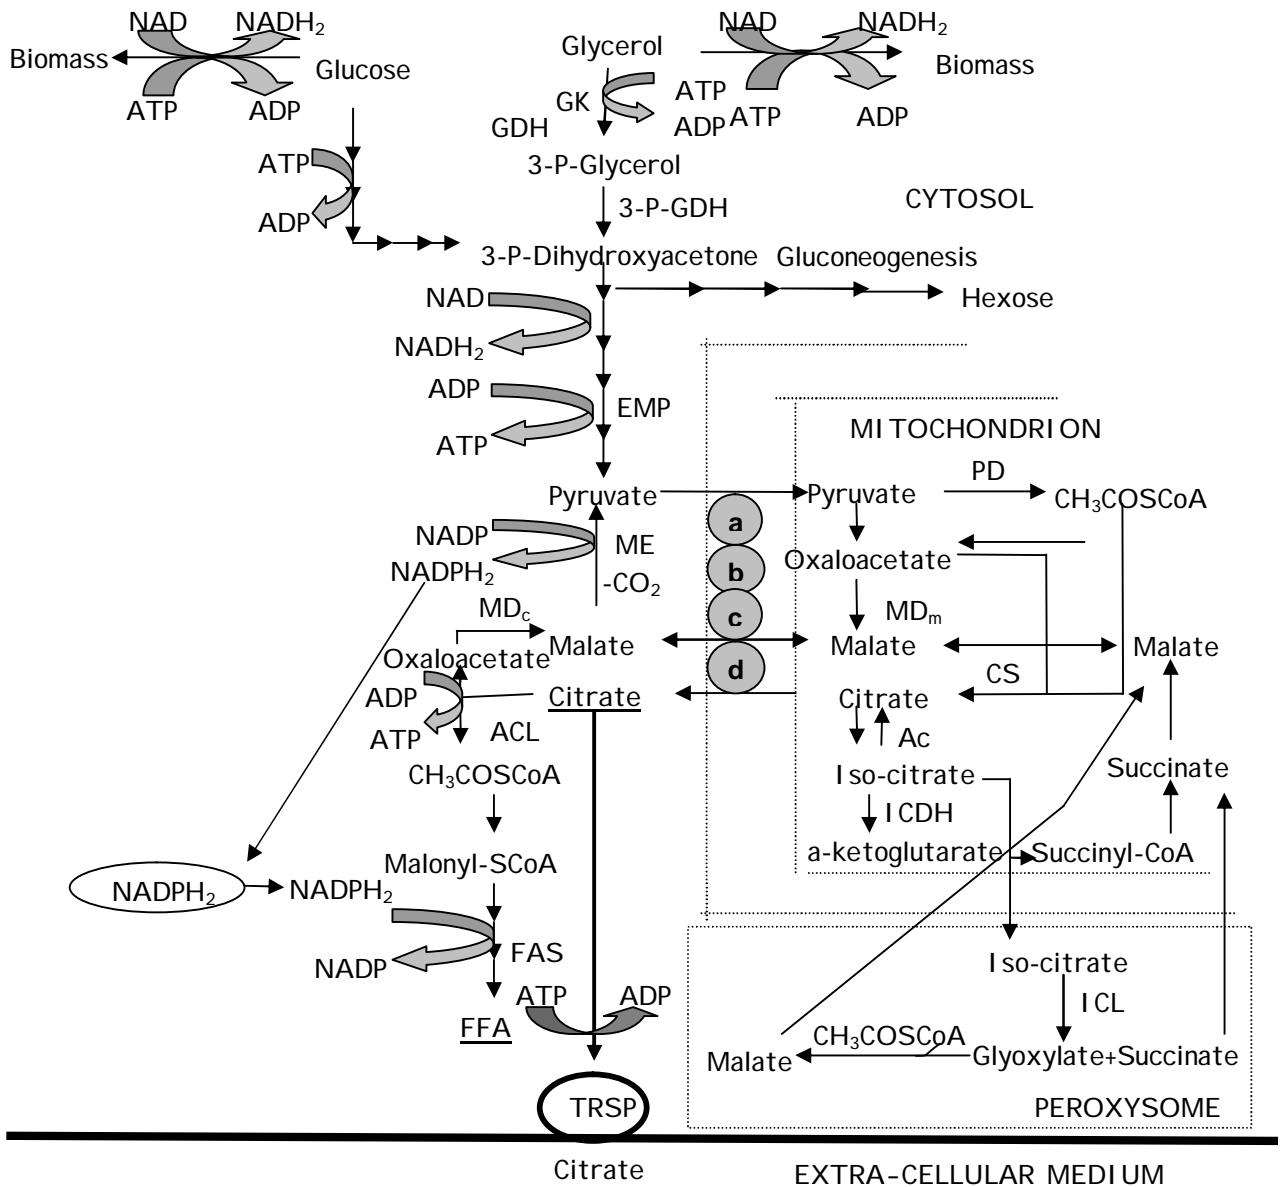 NAD NADH2
Biomass Glucose
ATP ADP
NAD NADH2
Glycerol Biomass
ATP ADP
GK ATP
GDH ADP
3-P-Glycerol
ATP
ADP
3-P-GDH
CYTOSOL
3-P-Dihydroxyacetone Gluconeogenesis
NAD Hexose
NADH2
ADP EMP
ATP
MITOCHONDRION
PD
Pyruvate a Pyruvate CH3COSCoA
NADP ME
NADPH2 -CO2 b Oxaloacetate
MDc c MDm
Oxaloacetate Malate d Malate Malate
CS
ADP Citrate Citrate
ATP ACL Ac
CH3COSCoA Iso-citrate Succinate
ICDH
Malonyl-SCoA a-ketoglutarate Succinyl-CoA
NADPH2 NADPH2
NADP FAS Iso-citrate
ATP ADP ICL
FFA CH3COSCoA
Malate Glyoxylate+Succinate
TRSP PEROXYSOME
Citrate EXTRA-CELLULAR MEDIUM